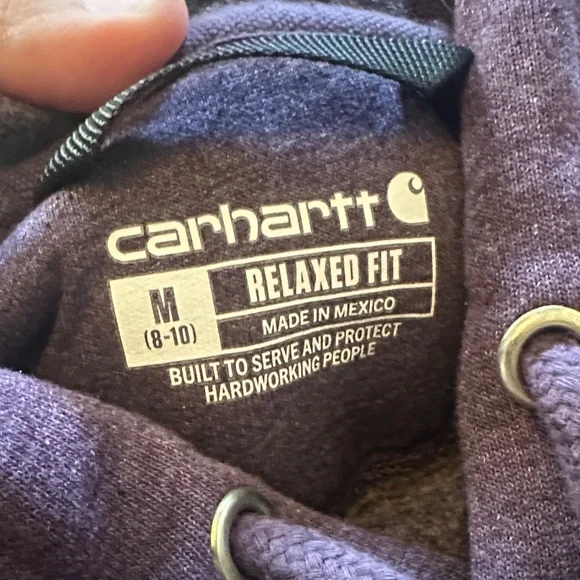 carhartt
M
(8-10)
RELAXED FIT
MADE IN MEXICO
BUILT TO SERVE AND PROTECT
HARDWORKING PEOPLE